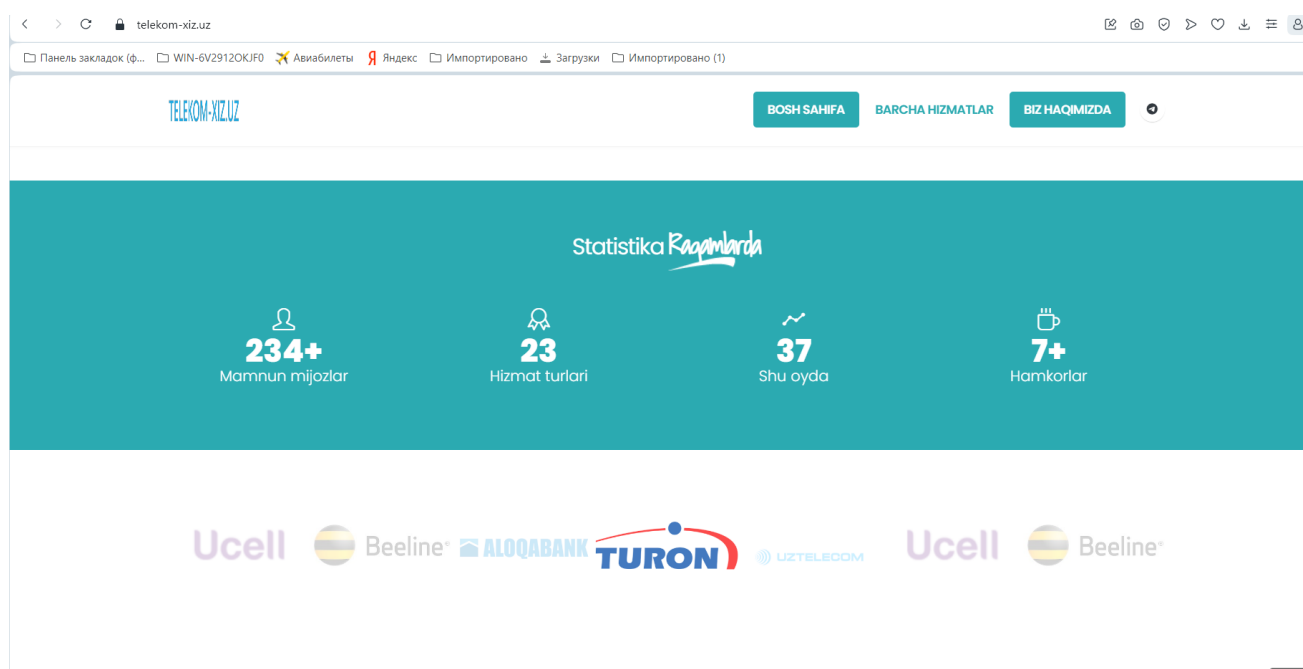 telekom-xiz.uz
Панель закладок (ф... WIN-6V2912OKJF0 Авиабилеты Яндекс Импортировано Загрузки Импортировано (1)
TELEKOM-XIZ.UZ BOSH SAHIFA BARCHA HIZMATLAR BIZ HAQIMIZDA
Statistika Raqamlarda
234+ 23 37 7+
Mamnun mijozlar Hizmat turlari Shu oyda Hamkorlar
Ucell Beeline® ALOQABANK TURON UZTELECOM Ucell Beeline®